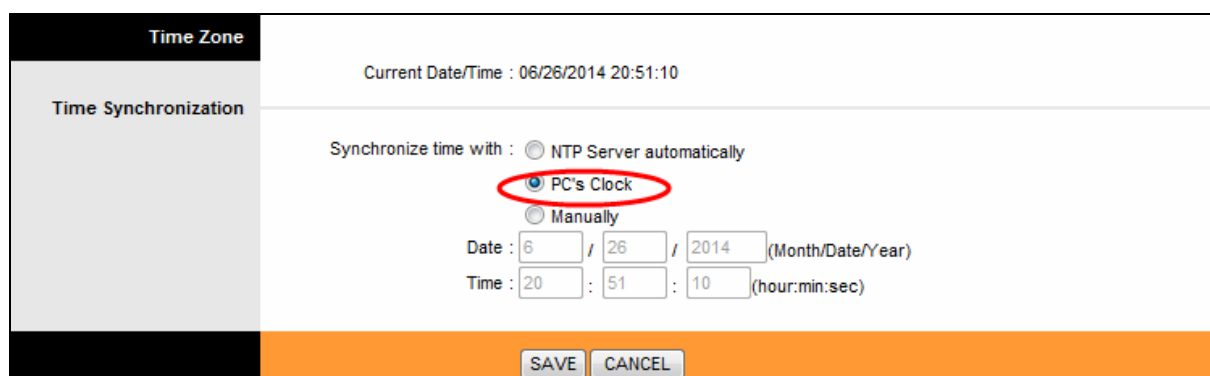 Time Zone
Current Date/Time : 06/26/2014 20:51:10
Time Synchronization
Synchronize time with : NTP Server automatically
PC's Clock
Manually
Date : 6 / 26 / 2014 (Month/Date/Year)
Time : 20 : 51 : 10 (hour:min:sec)
SAVE CANCEL